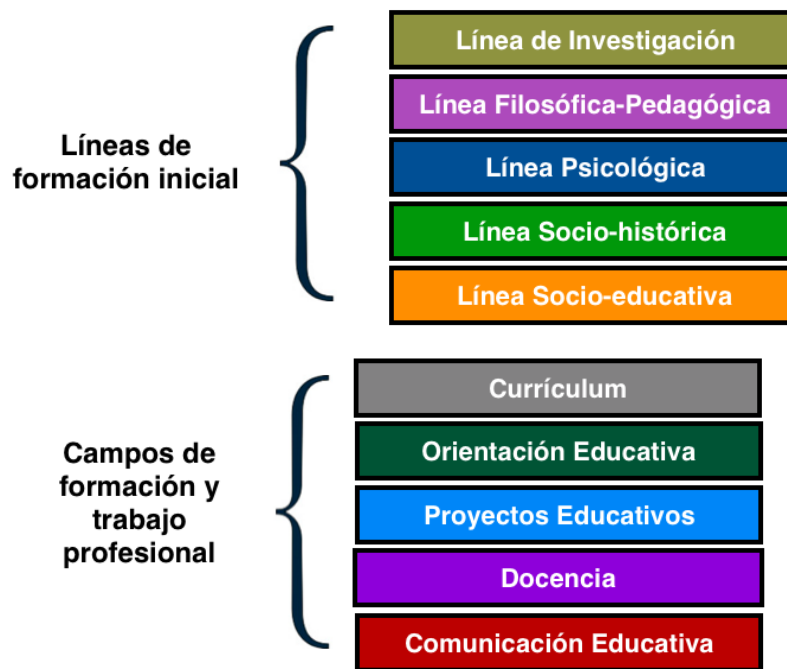 Líneas de
formación inicial
Línea de Investigación
Línea Filosófica-Pedagógica
Línea Psicológica
Línea Socio-histórica
Línea Socio-educativa
Campos de
formación y
trabajo
profesional
Currículum
Orientación Educativa
Proyectos Educativos
Docencia
Comunicación Educativa